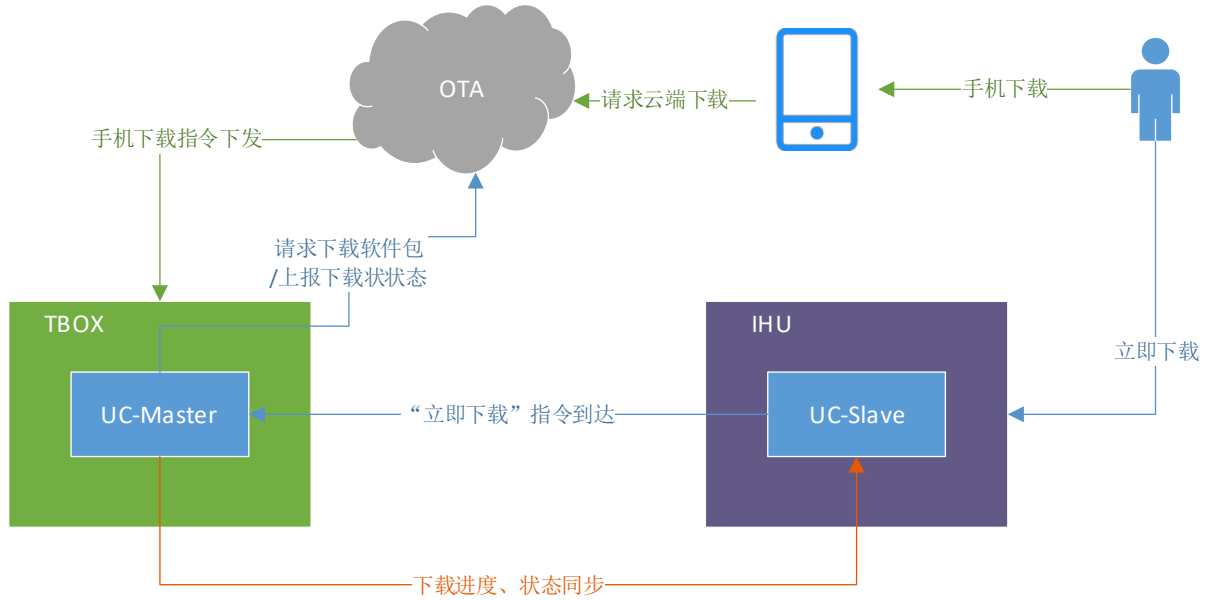 OTA
请求云端下载
手机下载
手机下载指令下发
请求下载软件包
/上报下载状状态
TBOX
IHU
立即下载
UC-Master
“立即下载”指令到达
UC-Slave
下载进度、状态同步